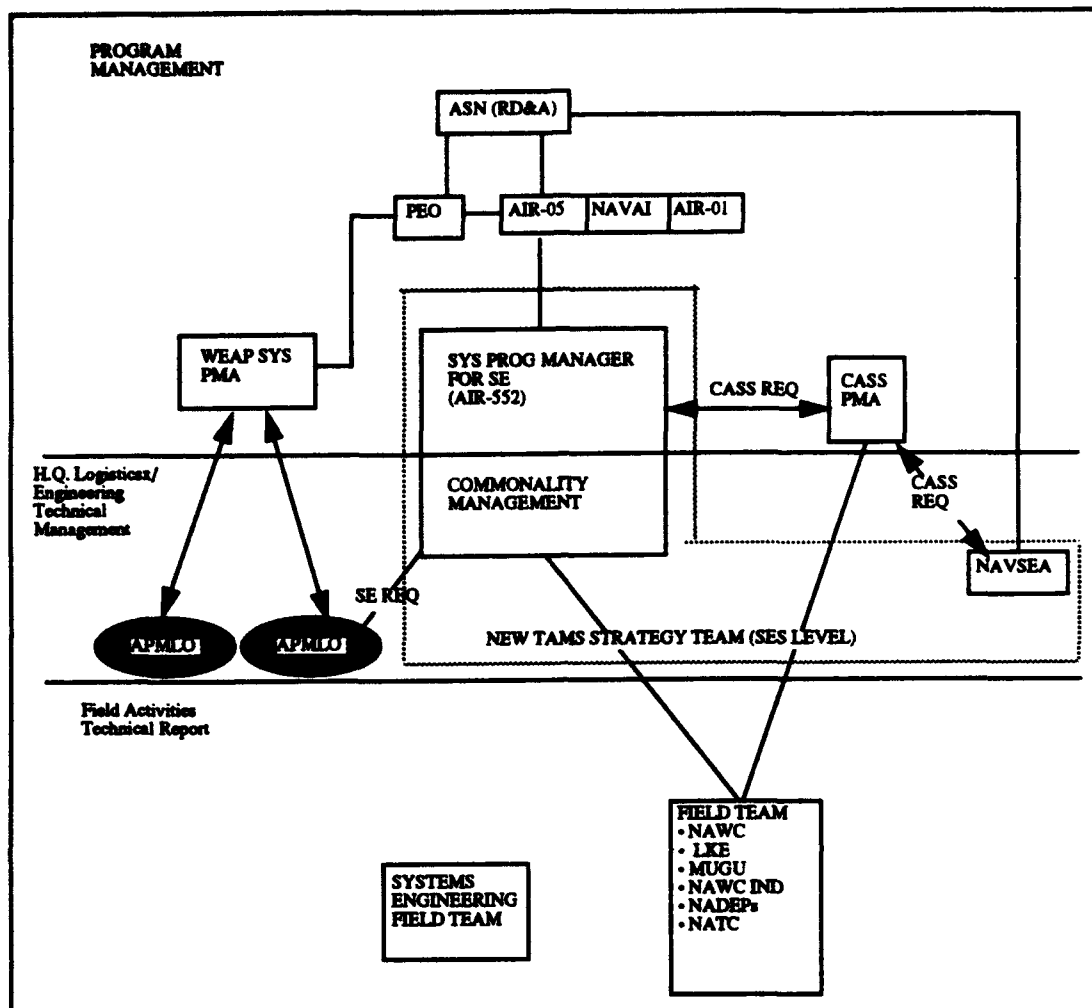 PROGRAM
MANAGEMENT
ASN (RD&A)
PEO
AIR-05
NAVAI
AIR-01
WEAP SYS
PMA
SYS PROG MANAGER
FOR SE
(AIR-552)
CASS REQ
CASS
PMA
H.Q. Logisticsx/
Engineering
Technical
Management
COMMONALITY
MANAGEMENT
CASS
REQ
NAVSEA
SE REQ
APMLO
APMLO
NEW TAMS STRATEGY TEAM (SES LEVEL)
Field Activities
Technical Report
FIELD TEAM
• NAWC
• LKE
• MUGU
• NAWC IND
• NADEPs
• NATC
SYSTEMS
ENGINEERING
FIELD TEAM